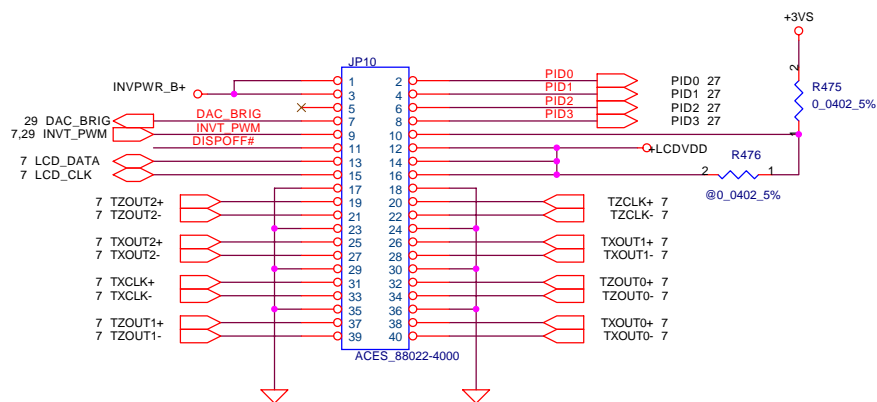 +3VS
JP10
INVPWR_B+
1 2 PID0 PID0 27
3 4 PID1 PID1 27
5 6 PID2 PID2 27
29 DAC_BRIG DAC_BRIG 7 8 PID3 PID3 27
7,29 INVT_PWM INVT_PWM 9 10
DISPOFF# 11 12 +LCDVDD
7 LCD_DATA 13 14
7 LCD_CLK 15 16
2 R475 0_0402_5% 1
2 R476 1
@0_0402_5%
17 18
7 TZOUT2+ 19 20 TZCLK+ 7
7 TZOUT2- 21 22 TZCLK- 7
23 24
7 TXOUT2+ 25 26 TXOUT1+ 7
7 TXOUT2- 27 28 TXOUT1- 7
29 30
7 TXCLK+ 31 32 TZOUT0+ 7
7 TXCLK- 33 34 TZOUT0- 7
35 36
7 TZOUT1+ 37 38 TXOUT0+ 7
7 TZOUT1- 39 40 TXOUT0- 7
ACES_88022-4000